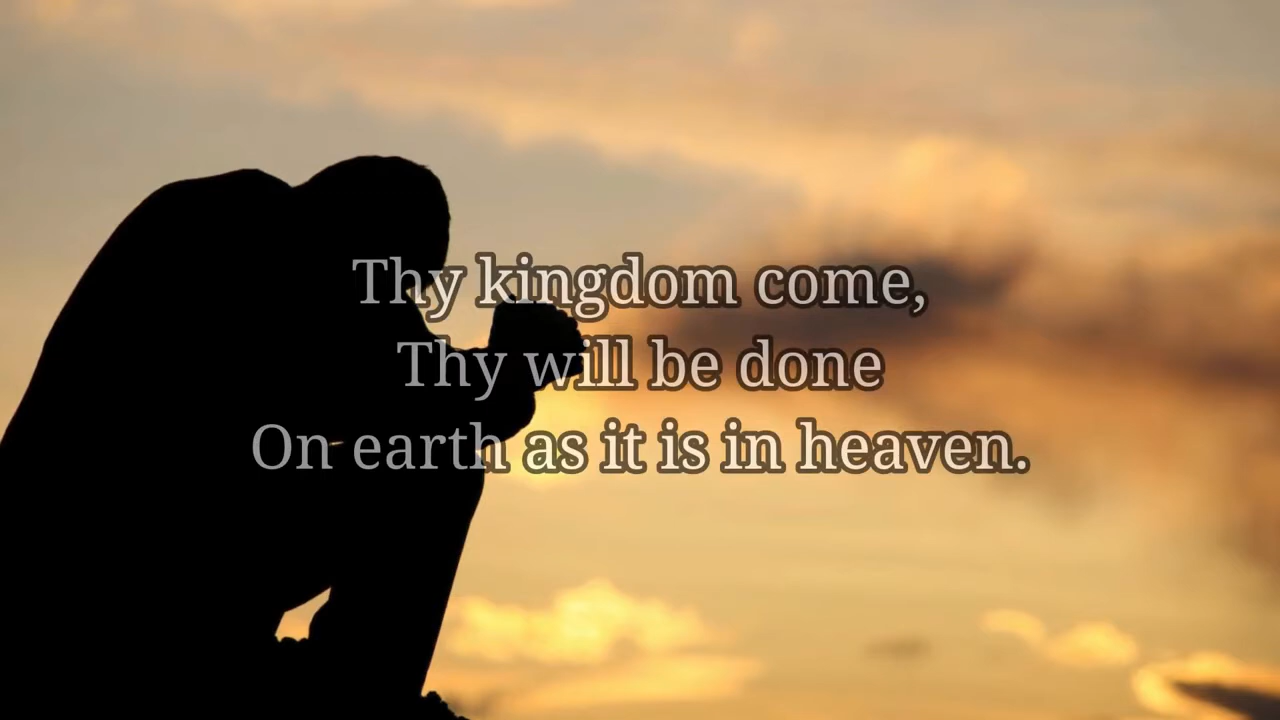 Thy kingdom come,
Thy will be done
On earth as it is in heaven.